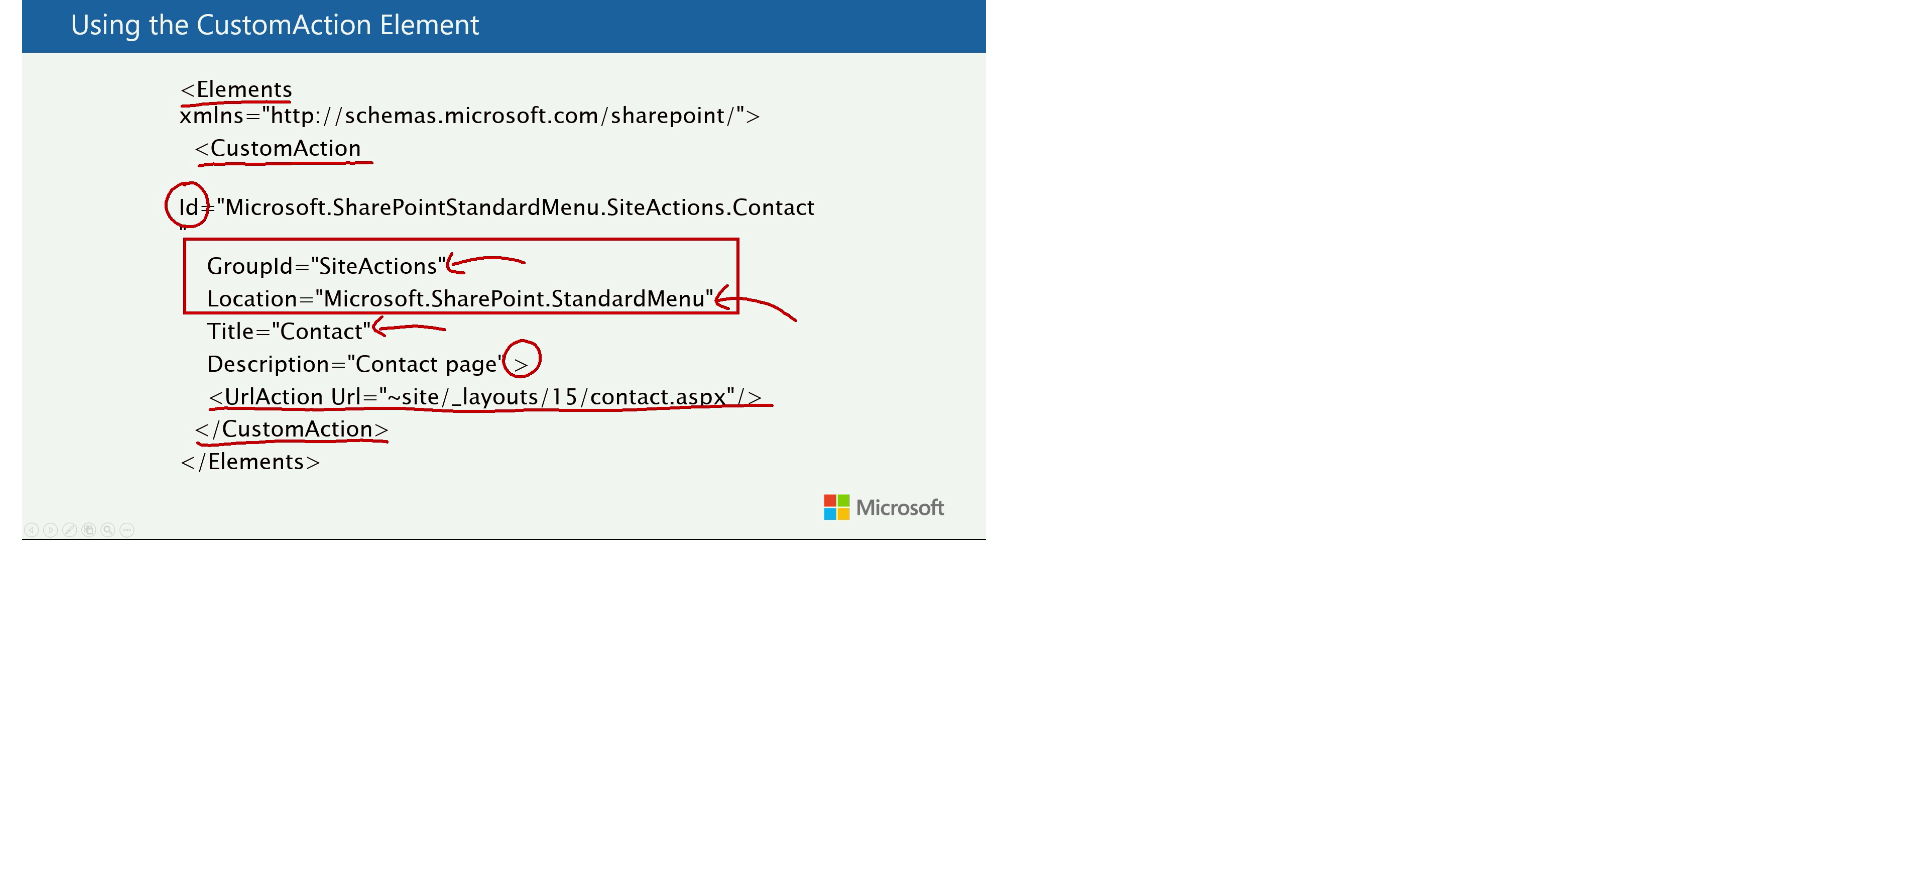 Using the CustomAction Element
<Elements
xmlns="http://schemas.microsoft.com/sharepoint/">
<CustomAction
Id="Microsoft.SharePointStandardMenu.SiteActions.Contact
"
GroupId="SiteActions"
Location="Microsoft.SharePoint.StandardMenu"
Title="Contact"
Description="Contact page" >
<UrlAction Url="~site/_layouts/15/contact.aspx"/>
</CustomAction>
</Elements>
Microsoft